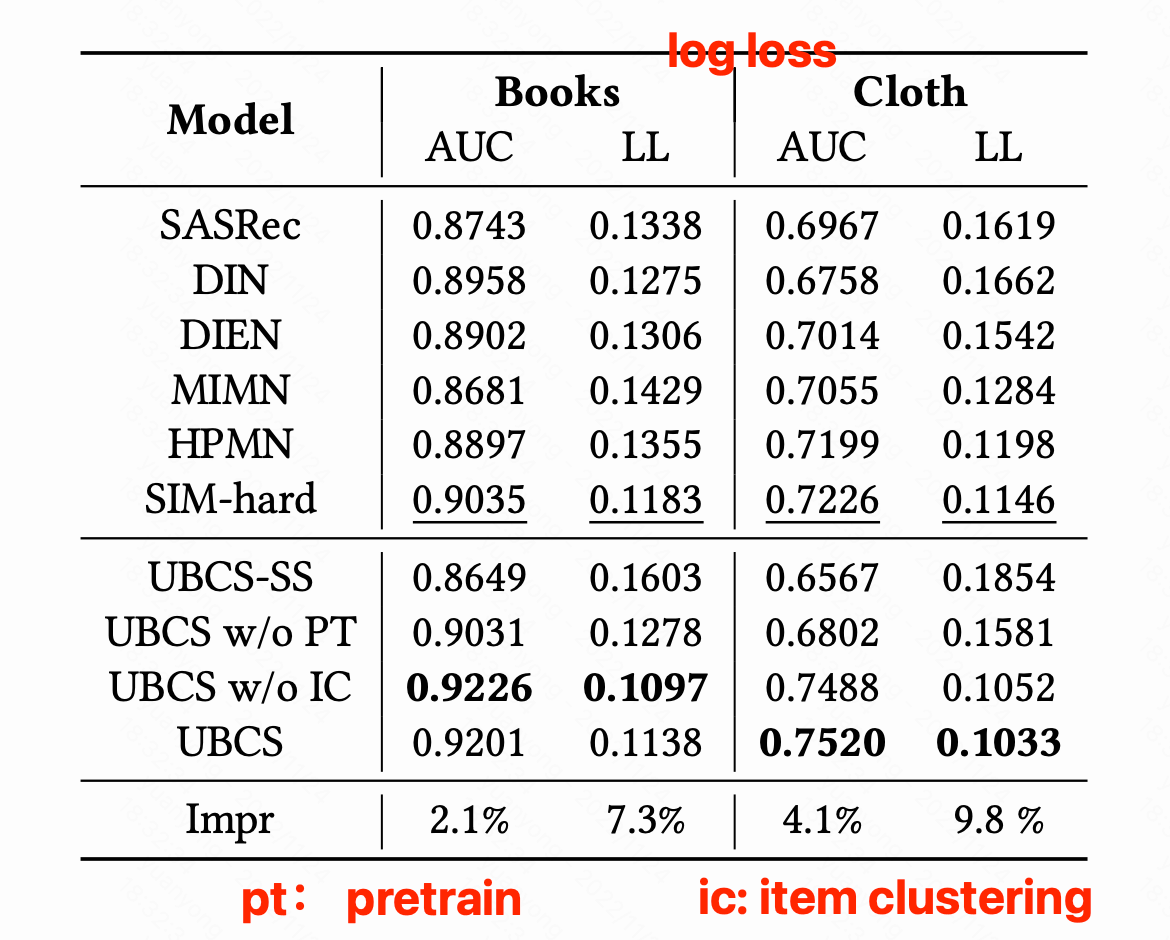 log loss
Model Books Cloth
AUC LL AUC LL
SASRec 0.8743 0.1338 0.6967 0.1619
DIN 0.8958 0.1275 0.6758 0.1662
DIEN 0.8902 0.1306 0.7014 0.1542
MIMN 0.8681 0.1429 0.7055 0.1284
HPMN 0.8897 0.1355 0.7199 0.1198
SIM-hard 0.9035 0.1183 0.7226 0.1146
UBCS-SS 0.8649 0.1603 0.6567 0.1854
UBCS w/o PT 0.9031 0.1278 0.6802 0.1581
UBCS w/o IC 0.9226 0.1097 0.7488 0.1052
UBCS 0.9201 0.1138 0.7520 0.1033
Impr 2.1% 7.3% 4.1% 9.8 %
pt： pretrain ic: item clustering